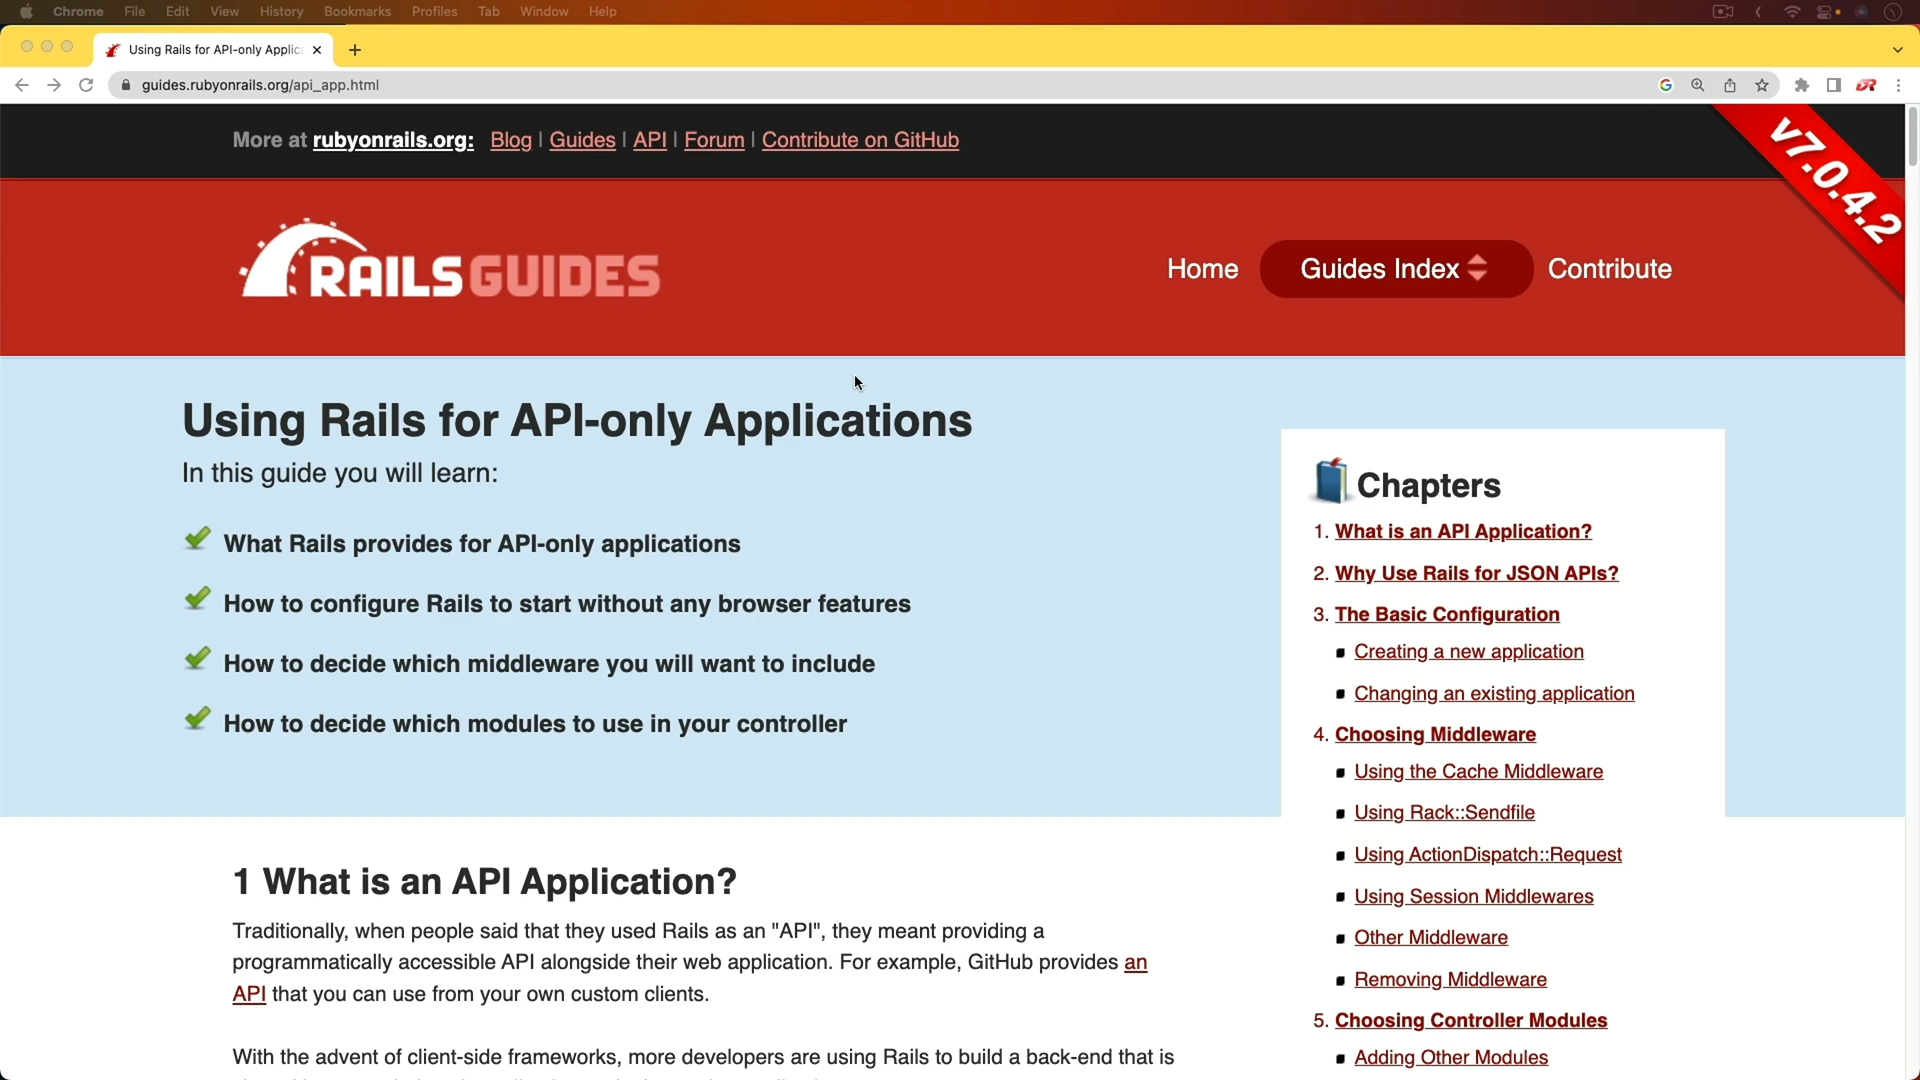 Chrome File Edit View History Bookmarks Profiles Tab Window Help
Using Rails for API-only Applic
guides.rubyonrails.org/api_app.html
More at rubyonrails.org: Blog | Guides | API | Forum | Contribute on GitHub
v7.0.4.2
RAILSGUIDES
Home Guides Index Contribute
Using Rails for API-only Applications
In this guide you will learn:
What Rails provides for API-only applications
How to configure Rails to start without any browser features
How to decide which middleware you will want to include
How to decide which modules to use in your controller
Chapters
1. What is an API Application?
2. Why Use Rails for JSON APIs?
3. The Basic Configuration
Creating a new application
Changing an existing application
4. Choosing Middleware
Using the Cache Middleware
Using Rack::Sendfile
Using ActionDispatch::Request
Using Session Middlewares
Other Middleware
Removing Middleware
5. Choosing Controller Modules
Adding Other Modules
1 What is an API Application?
Traditionally, when people said that they used Rails as an "API", they meant providing a
programmatically accessible API alongside their web application. For example, GitHub provides an
API that you can use from your own custom clients.
With the advent of client-side frameworks, more developers are using Rails to build a back-end that is